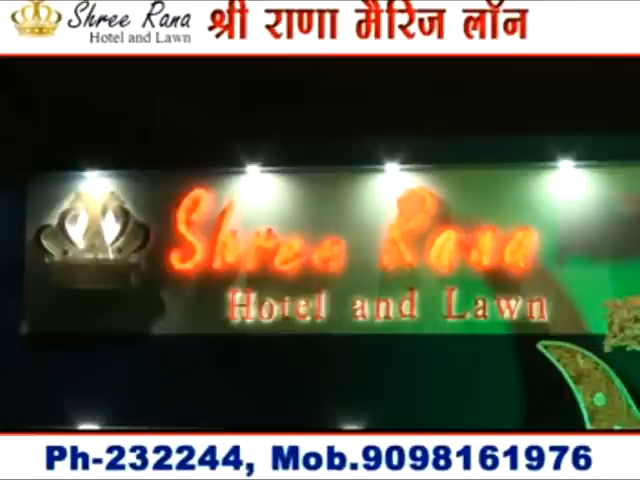 Shree Rana
Hotel and Lawn
श्री राणा मैरिज लॉन
Shree Rana
Hotel and Lawn
Ph-232244, Mob.9098161976